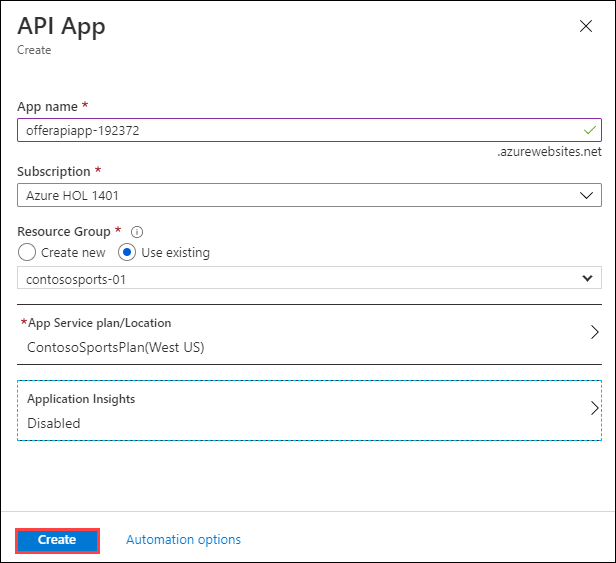 API App
Create
App name *
offerapiapp-192372
.azurewebsites.net
Subscription *
Azure HOL 1401
Resource Group *
Create new Use existing
contososports-01
*App Service plan/Location
ContosoSportsPlan(West US)
Application Insights
Disabled
Create Automation options